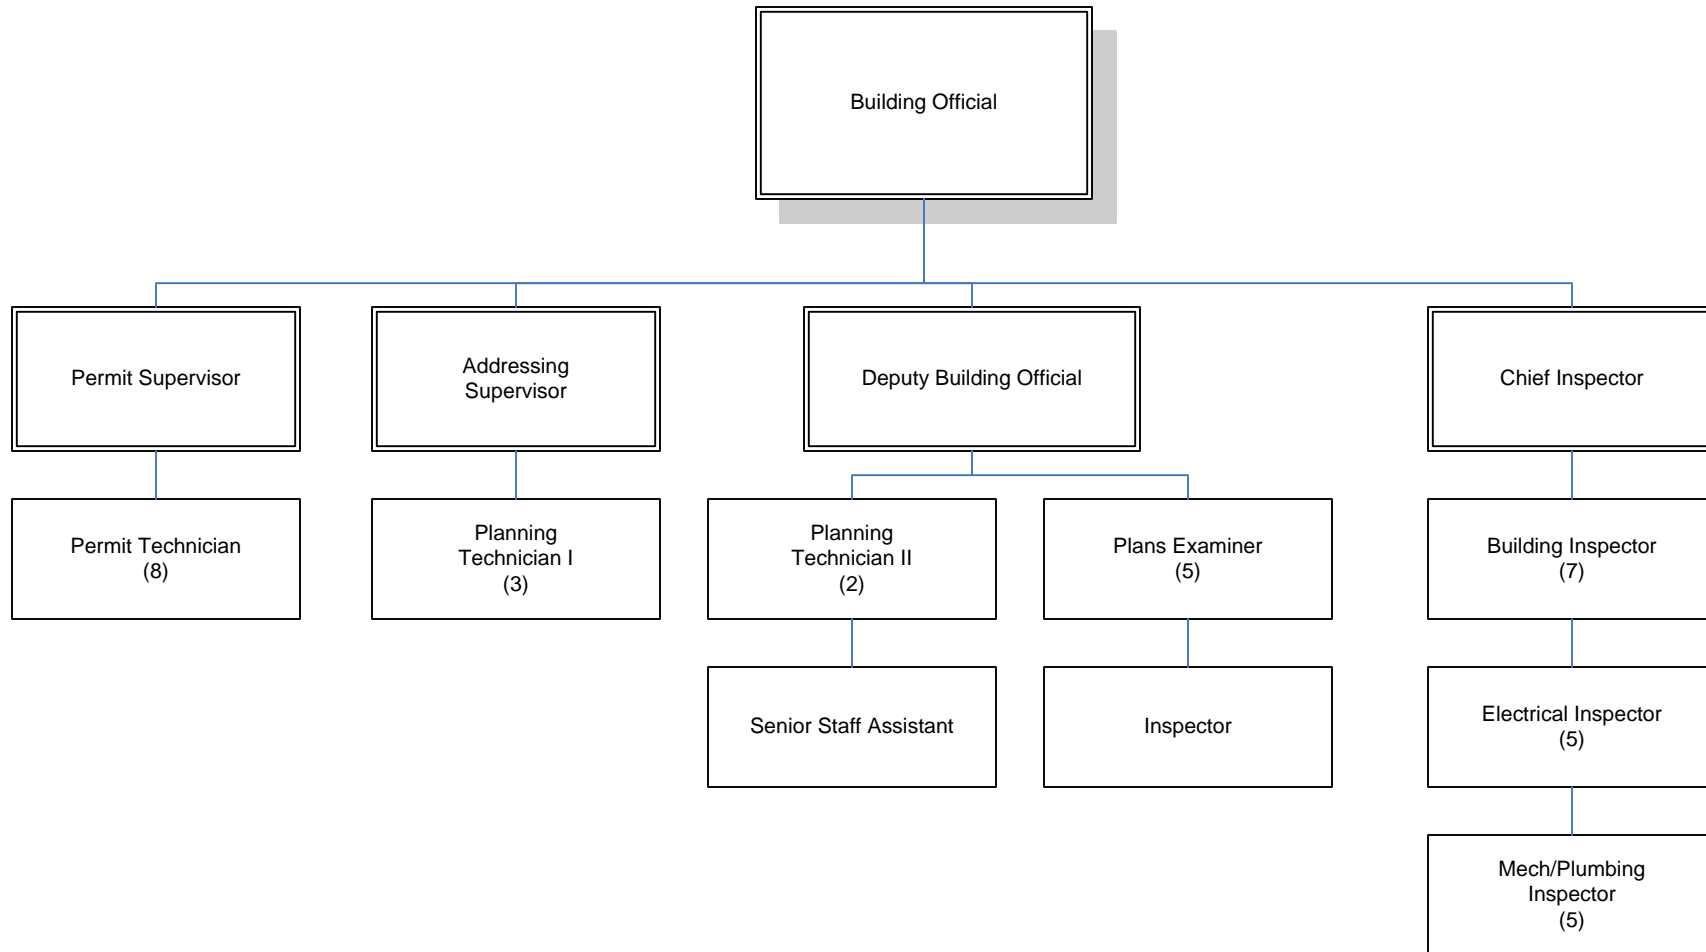 Building Official
Permit Supervisor
Addressing
Supervisor
Deputy Building Official
Chief Inspector
Permit Technician
(8)
Planning
Technician I
(3)
Planning
Technician II
(2)
Plans Examiner
(5)
Building Inspector
(7)
Senior Staff Assistant
Inspector
Electrical Inspector
(5)
Mech/Plumbing
Inspector
(5)